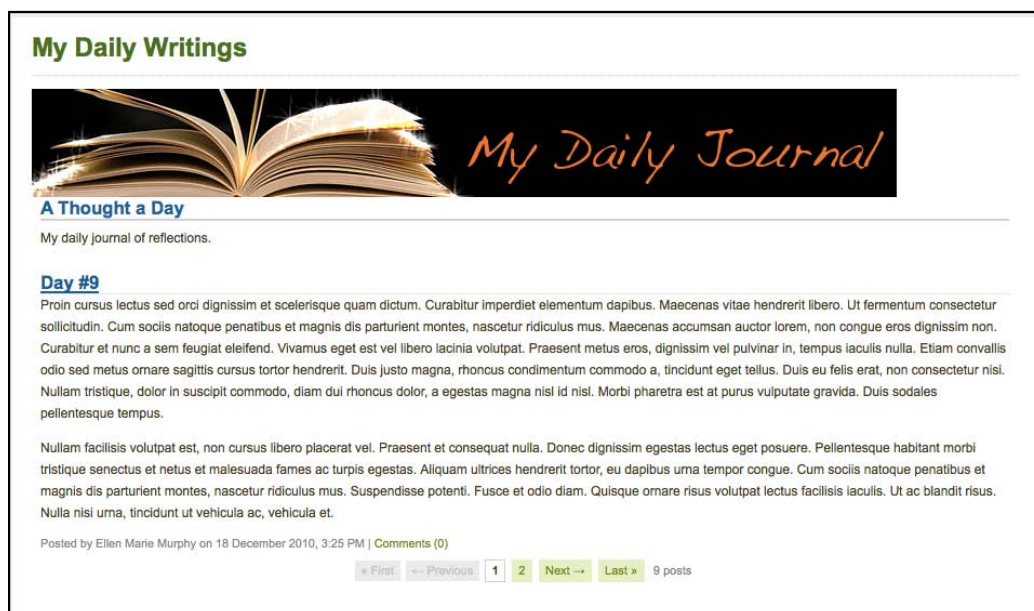 My Daily Writings
My Daily Journal
A Thought a Day
My daily journal of reflections.
Day #9
Proin cursus lectus sed orci dignissim et scelerisque quam dictum. Curabitur imperdiet elementum dapibus. Maecenas vitae hendrerit libero. Ut fermentum consectetur
sollicitudin. Cum sociis natoque penatibus et magnis dis parturient montes, nascetur ridiculus mus. Maecenas accumsan auctor lorem, non congue eros dignissim non.
Curabitur et nunc a sem feugiat eleifend. Vivamus eget est vel libero lacinia volutpat. Praesent metus eros, dignissim vel pulvinar in, tempus iaculis nulla. Etiam convallis
odio sed metus ornare sagittis cursus tortor hendrerit. Duis justo magna, rhoncus condimentum commodo a, tincidunt eget tellus. Duis eu felis erat, non consectetur nisi.
Nullam tristique, dolor in suscipit commodo, diam dui rhoncus dolor, a egestas magna nisl id nisl. Morbi pharetra est at purus vulputate gravida. Duis sodales
pellentesque tempus.
Nullam facilisis volutpat est, non cursus libero placerat vel. Praesent et consequat nulla. Donec dignissim egestas lectus eget posuere. Pellentesque habitant morbi
tristique senectus et netus et malesuada fames ac turpis egestas. Aliquam ultrices hendrerit tortor, eu dapibus urna tempor congue. Cum sociis natoque penatibus et
magnis dis parturient montes, nascetur ridiculus mus. Suspendisse potenti. Fusce et odio diam. Quisque ornare risus volutpat lectus facilisis iaculis. Ut ac blandit risus.
Nulla nisi urna, tincidunt ut vehicula ac, vehicula et.
Posted by Ellen Marie Murphy on 18 December 2010, 3:25 PM | Comments (0)
« First ← Previous 1 2 Next → Last » 9 posts